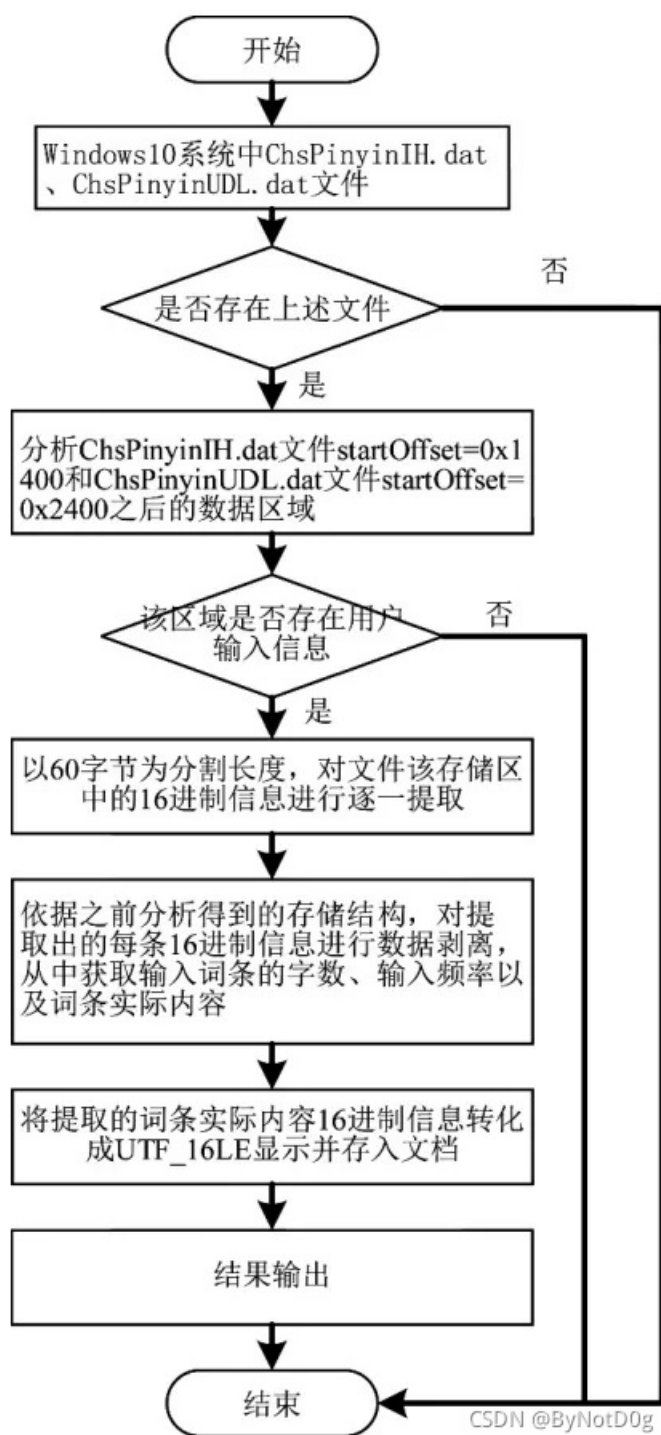 开始
Windows10系统中ChsPinyinIH.dat
、ChsPinyinUDL.dat文件
否
是否存在上述文件
是
分析ChsPinyinIH.dat文件startOffset=0x1
400和ChsPinyinUDL.dat文件startOffset=
0x2400之后的数据区域
该区域是否存在用户
输入信息
否
是
以60字节为分割长度，对文件该存储区
中的16进制信息进行逐一提取
依据之前分析得到的存储结构，对提
取出的每条16进制信息进行数据剥离，
从中获取输入词条的字数、输入频率以
及词条实际内容
将提取的词条实际内容16进制信息转化
成UTF_16LE显示并存入文档
结果输出
结束
CSDN @ByNotD0g